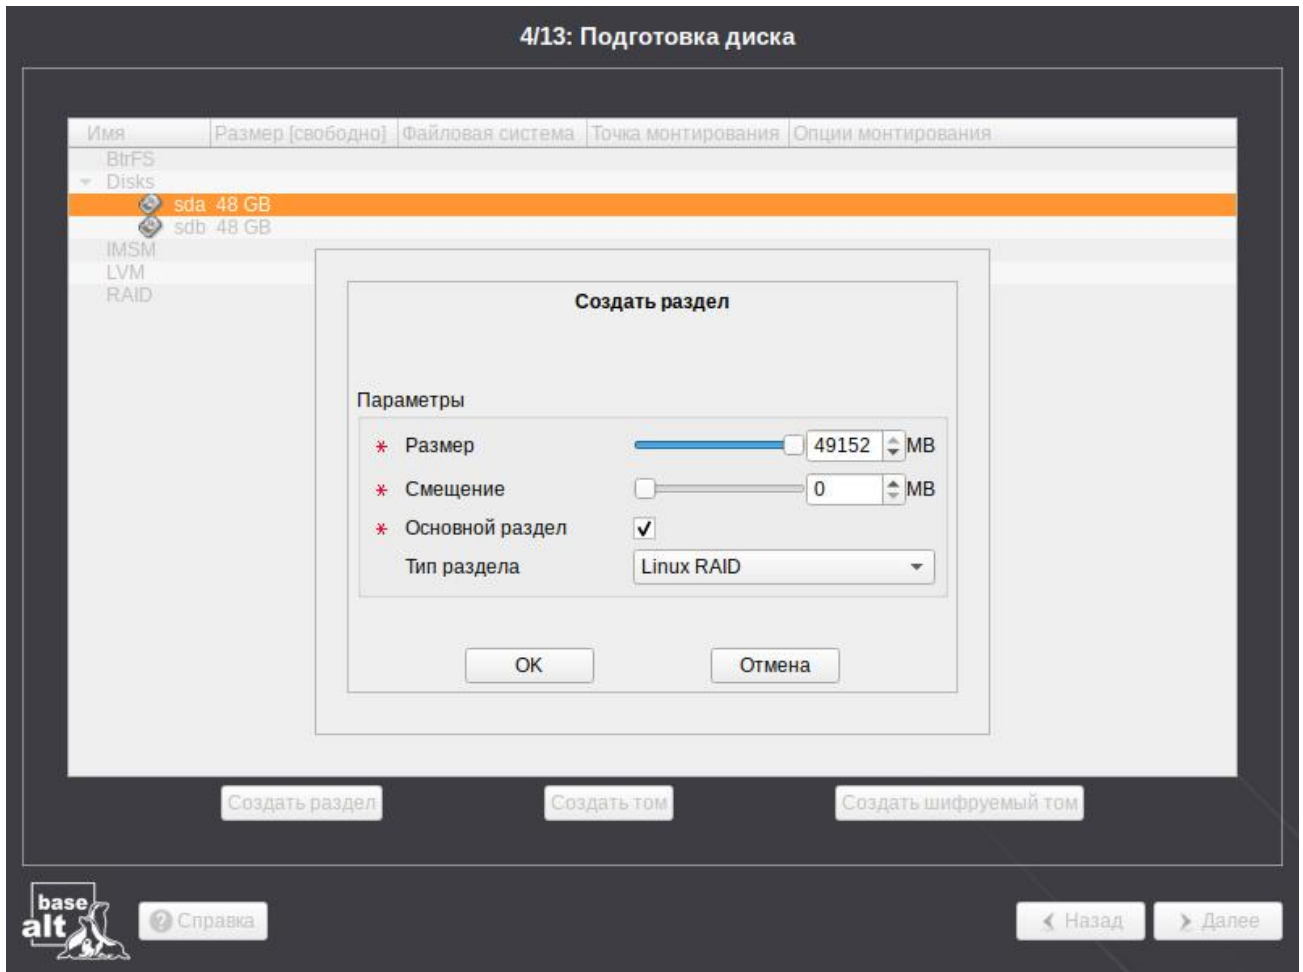 4/13: Подготовка диска
Имя Размер [свободно] Файловая система Точка монтирования Опции монтирования
BtrFS
Disks
sda 48 GB
sdb 48 GB
IMSM
LVM
RAID
Создать раздел
Параметры
* Размер 49152 MB
* Смещение 0 MB
* Основной раздел
Тип раздела Linux RAID
OK Отмена
Создать раздел Создать том Создать шифруемый том
base
alt
Справка Назад Далее